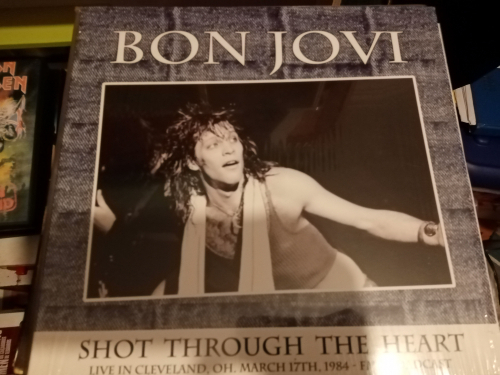 BON JOVI
SHOT THROUGH THE HEART
LIVE IN CLEVELAND, OH, MARCH 17TH, 1984 -